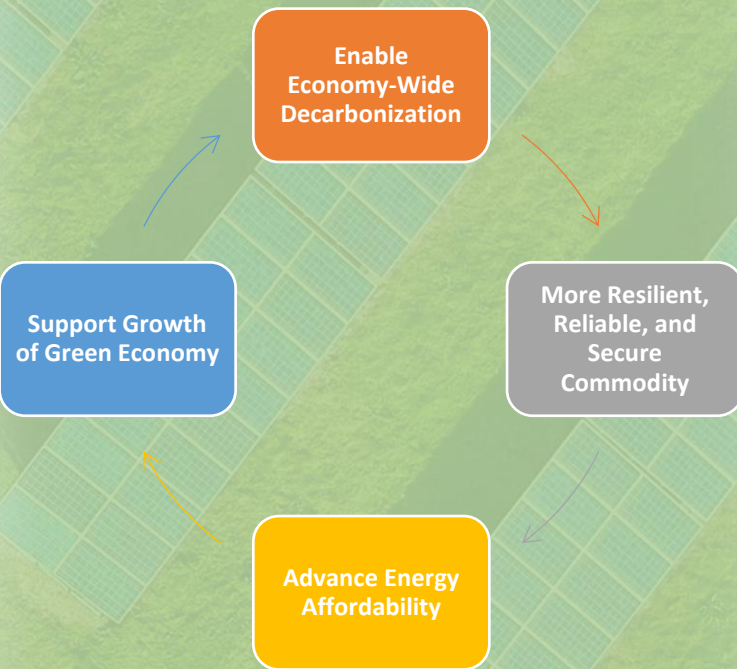 Enable
Economy-Wide
Decarbonization
More Resilient,
Reliable, and
Secure
Commodity
Advance Energy
Affordability
Support Growth
of Green Economy